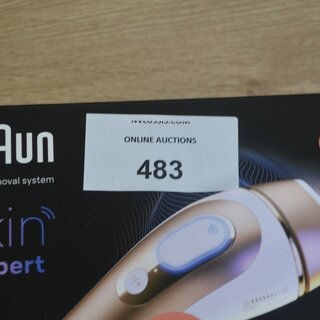 ONLINE AUCTIONS
483
aun
moval system
kin
pert